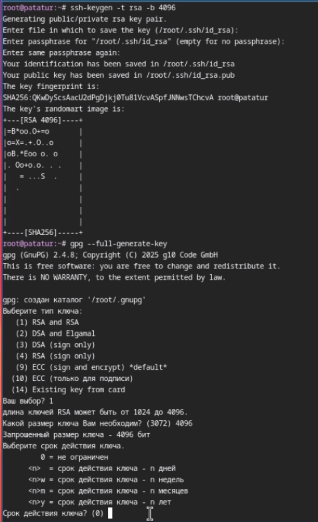 root@patatur:~# ssh-keygen -t rsa -b 4096
Generating public/private rsa key pair.
Enter file in which to save the key (/root/.ssh/id_rsa):
Enter passphrase for "/root/.ssh/id_rsa" (empty for no passphrase):
Enter same passphrase again:
Your identification has been saved in /root/.ssh/id_rsa
Your public key has been saved in /root/.ssh/id_rsa.pub
The key fingerprint is:
SHA256:QKwDyScsAacU2dPgDjkj0Tu81VcvASpfJNNwsTChcvA root@patatur
The key's randomart image is:
+---[RSA 4096]----+
|=B*oo.O+=o       |
|o=X=.+.O..o      |
|oB.*Eoo o. o     |
|. Oo+o.o. . .    |
|   = ...S  .     |
|  .              |
|                 |
|                 |
|                 |
+----[SHA256]-----+
root@patatur:~# gpg --full-generate-key
gpg (GnuPG) 2.4.8; Copyright (C) 2025 g10 Code GmbH
This is free software: you are free to change and redistribute it.
There is NO WARRANTY, to the extent permitted by law.
gpg: создан каталог '/root/.gnupg'
Выберите тип ключа:
(1) RSA and RSA
(2) DSA and Elgamal
(3) DSA (sign only)
(4) RSA (sign only)
(9) ECC (sign and encrypt) *default*
(10) ECC (только для подписи)
(14) Existing key from card
Ваш выбор? 1
длина ключей RSA может быть от 1024 до 4096.
Какой размер ключа Вам необходим? (3072) 4096
Запрошенный размер ключа - 4096 бит
Выберите срок действия ключа.
0 = не ограничен
<n> = срок действия ключа - n дней
<n>w = срок действия ключа - n недель
<n>m = срок действия ключа - n месяцев
<n>y = срок действия ключа - n лет
Срок действия ключа? (0)